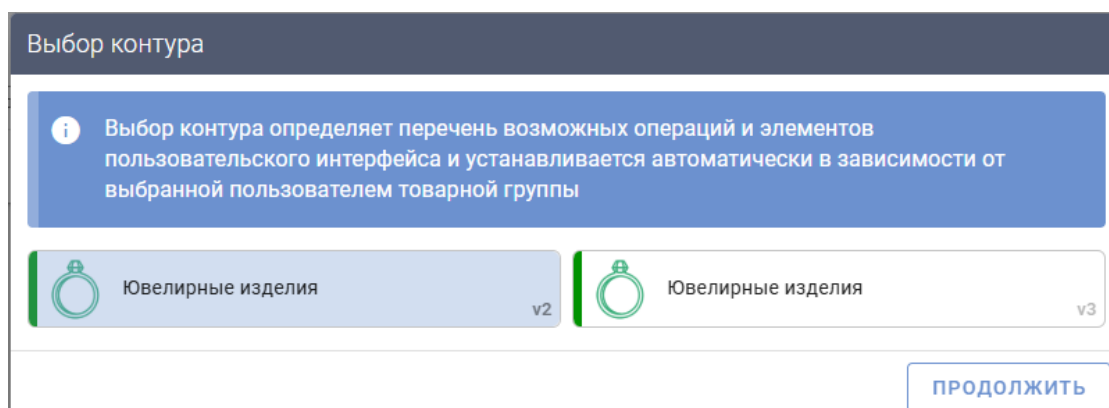 Выбор контура
Выбор контура определяет перечень возможных операций и элементов
пользовательского интерфейса и устанавливается автоматически в зависимости от
выбранной пользователем товарной группы
Ювелирные изделия
v2
Ювелирные изделия
v3
ПРОДОЛЖИТЬ